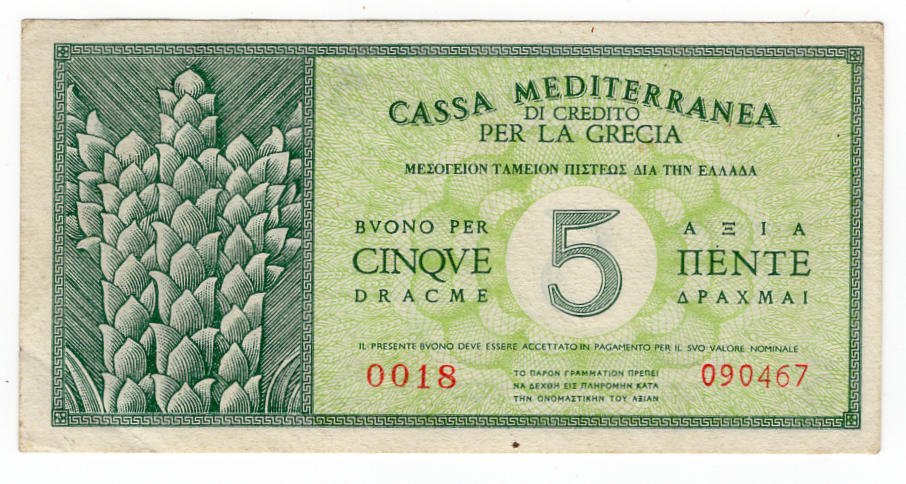 CASSA MEDITERRANEA
DI CREDITO
PER LA GRECIA
ΜΕΣΟΓΕΙΟΝ ΤΑΜΕΙΟΝ ΠΙΣΤΕΩΣ ΔΙΑ ΤΗΝ ΕΛΛΑΔΑ
BVONO PER
CINQVE
DRACME
5
ΑΞΙΑ
ΠΕΝΤΕ
ΔΡΑΧΜΑΙ
IL PRESENTE BVONO DEVE ESSERE ACCETTATO IN PAGAMENTO PER IL SVO VALORE NOMINALE
0018
ΤΟ ΠΑΡΟΝ ΓΡΑΜΜΑΤΙΟΝ ΠΡΕΠΕΙ
ΝΑ ΔΕΧΘΗ ΕΙΣ ΠΛΗΡΟΜΗΝ ΚΑΤΑ
ΤΗΝ ΟΝΟΜΑΣΤΙΚΗΝ ΤΟΥ ΑΞΙΑΝ
090467